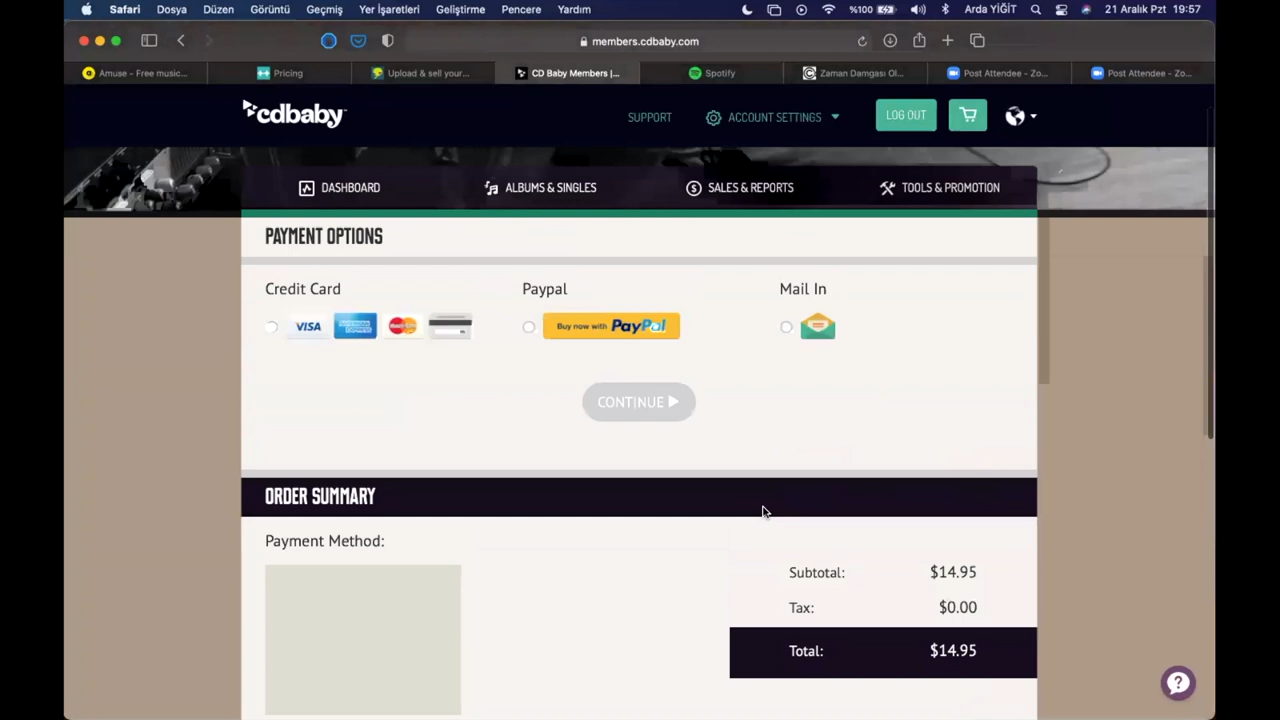 Safari Dosya Düzen Görüntü Geçmiş Yer İşaretleri Geliştirme Pencere Yardım %100 Arda YİĞİT 21 Aralık Pzt 19:57
members.cdbaby.com
Amuse - Free music... Pricing Upload & sell your... CD Baby Members |... Spotify Zaman Damgası Ol... Post Attendee - Zo... Post Attendee - Zo...
cdbaby SUPPORT ACCOUNT SETTINGS LOG OUT
DASHBOARD ALBUMS & SINGLES SALES & REPORTS TOOLS & PROMOTION
PAYMENT OPTIONS
Credit Card Paypal Mail In
VISA Buy now with PayPal
CONTINUE
ORDER SUMMARY
Payment Method:
Subtotal: $14.95
Tax: $0.00
Total: $14.95